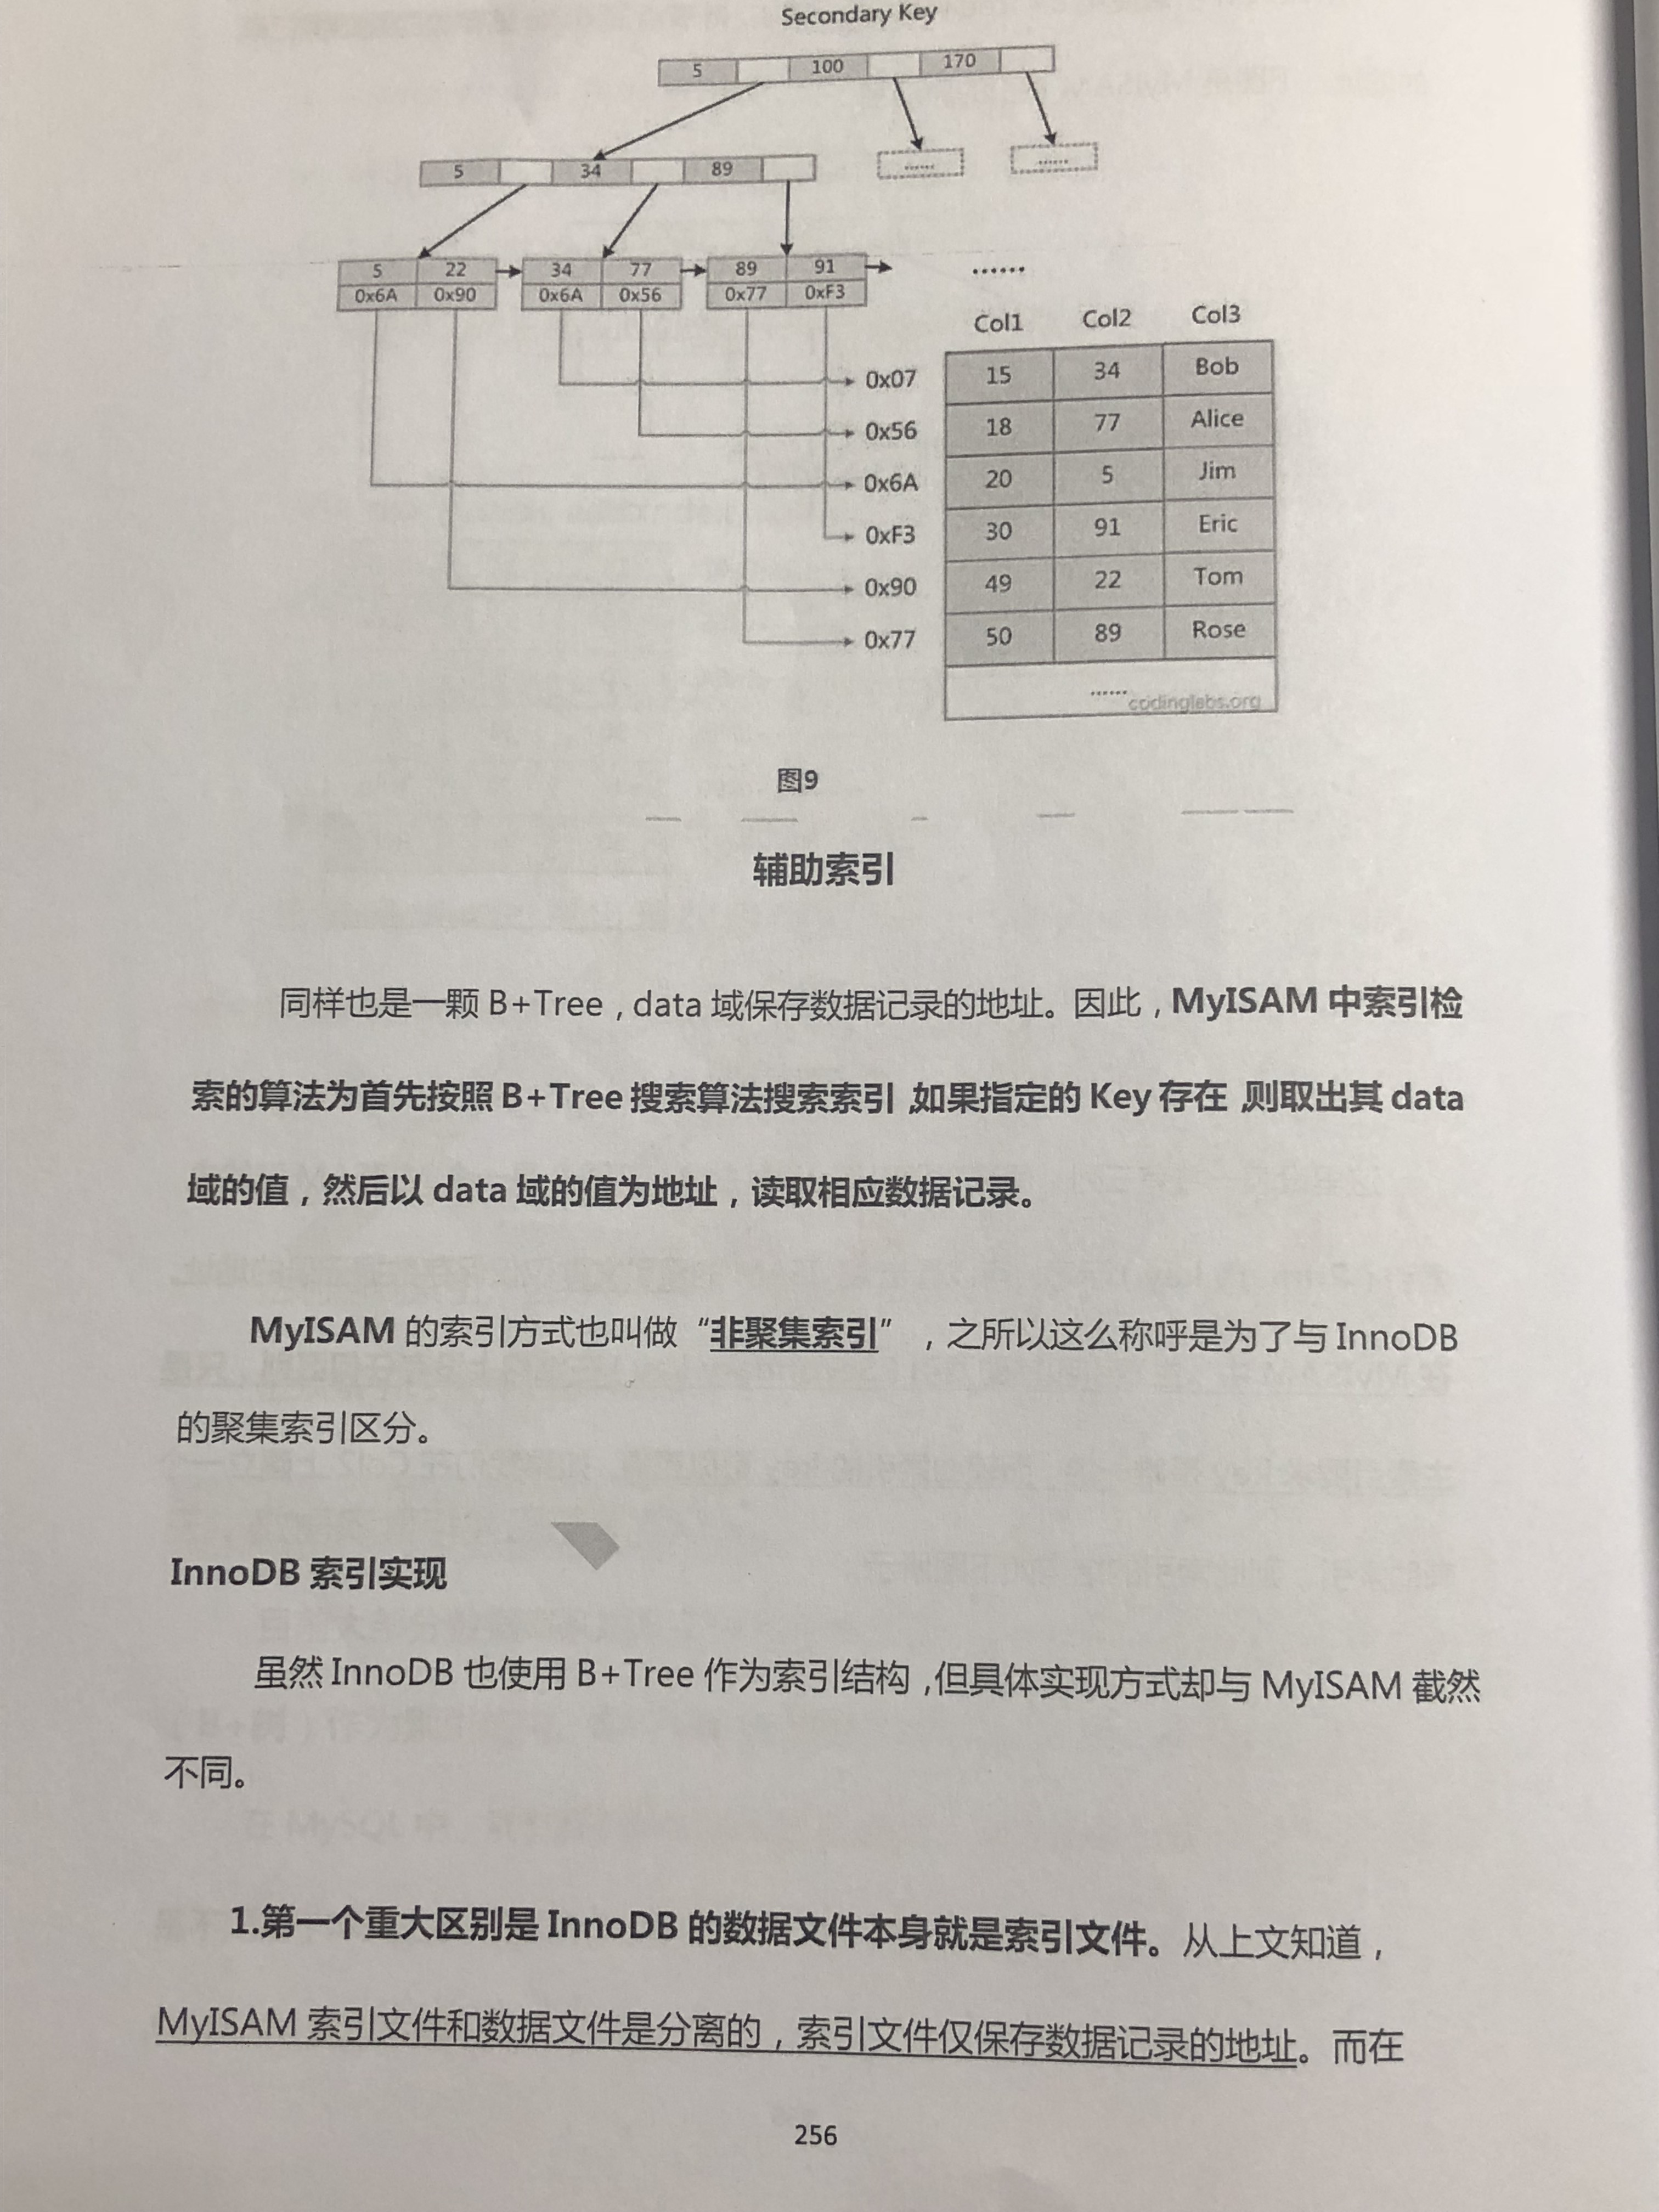 Secondary Key
5 100 170
5 34 89 ...... ......
5 22 34 77 89 91 ......
0x6A 0x90 0x6A 0x56 0x77 0xF3
Col1 Col2 Col3
0x07 15 34 Bob
0x56 18 77 Alice
0x6A 20 5 Jim
0xF3 30 91 Eric
0x90 49 22 Tom
0x77 50 89 Rose
......
codinglabs.org
图9
辅助索引
同样也是一颗 B+Tree，data 域保存数据记录的地址。因此，MyISAM 中索引检
索的算法为首先按照 B+Tree 搜索算法搜索索引，如果指定的 Key 存在，则取出其 data
域的值，然后以 data 域的值为地址，读取相应数据记录。
MyISAM 的索引方式也叫做“非聚集索引”，之所以这么称呼是为了与 InnoDB
的聚集索引区分。
InnoDB 索引实现
虽然 InnoDB 也使用 B+Tree 作为索引结构，但具体实现方式却与 MyISAM 截然
不同。
1.第一个重大区别是 InnoDB 的数据文件本身就是索引文件。从上文知道，
MyISAM 索引文件和数据文件是分离的，索引文件仅保存数据记录的地址。而在
256